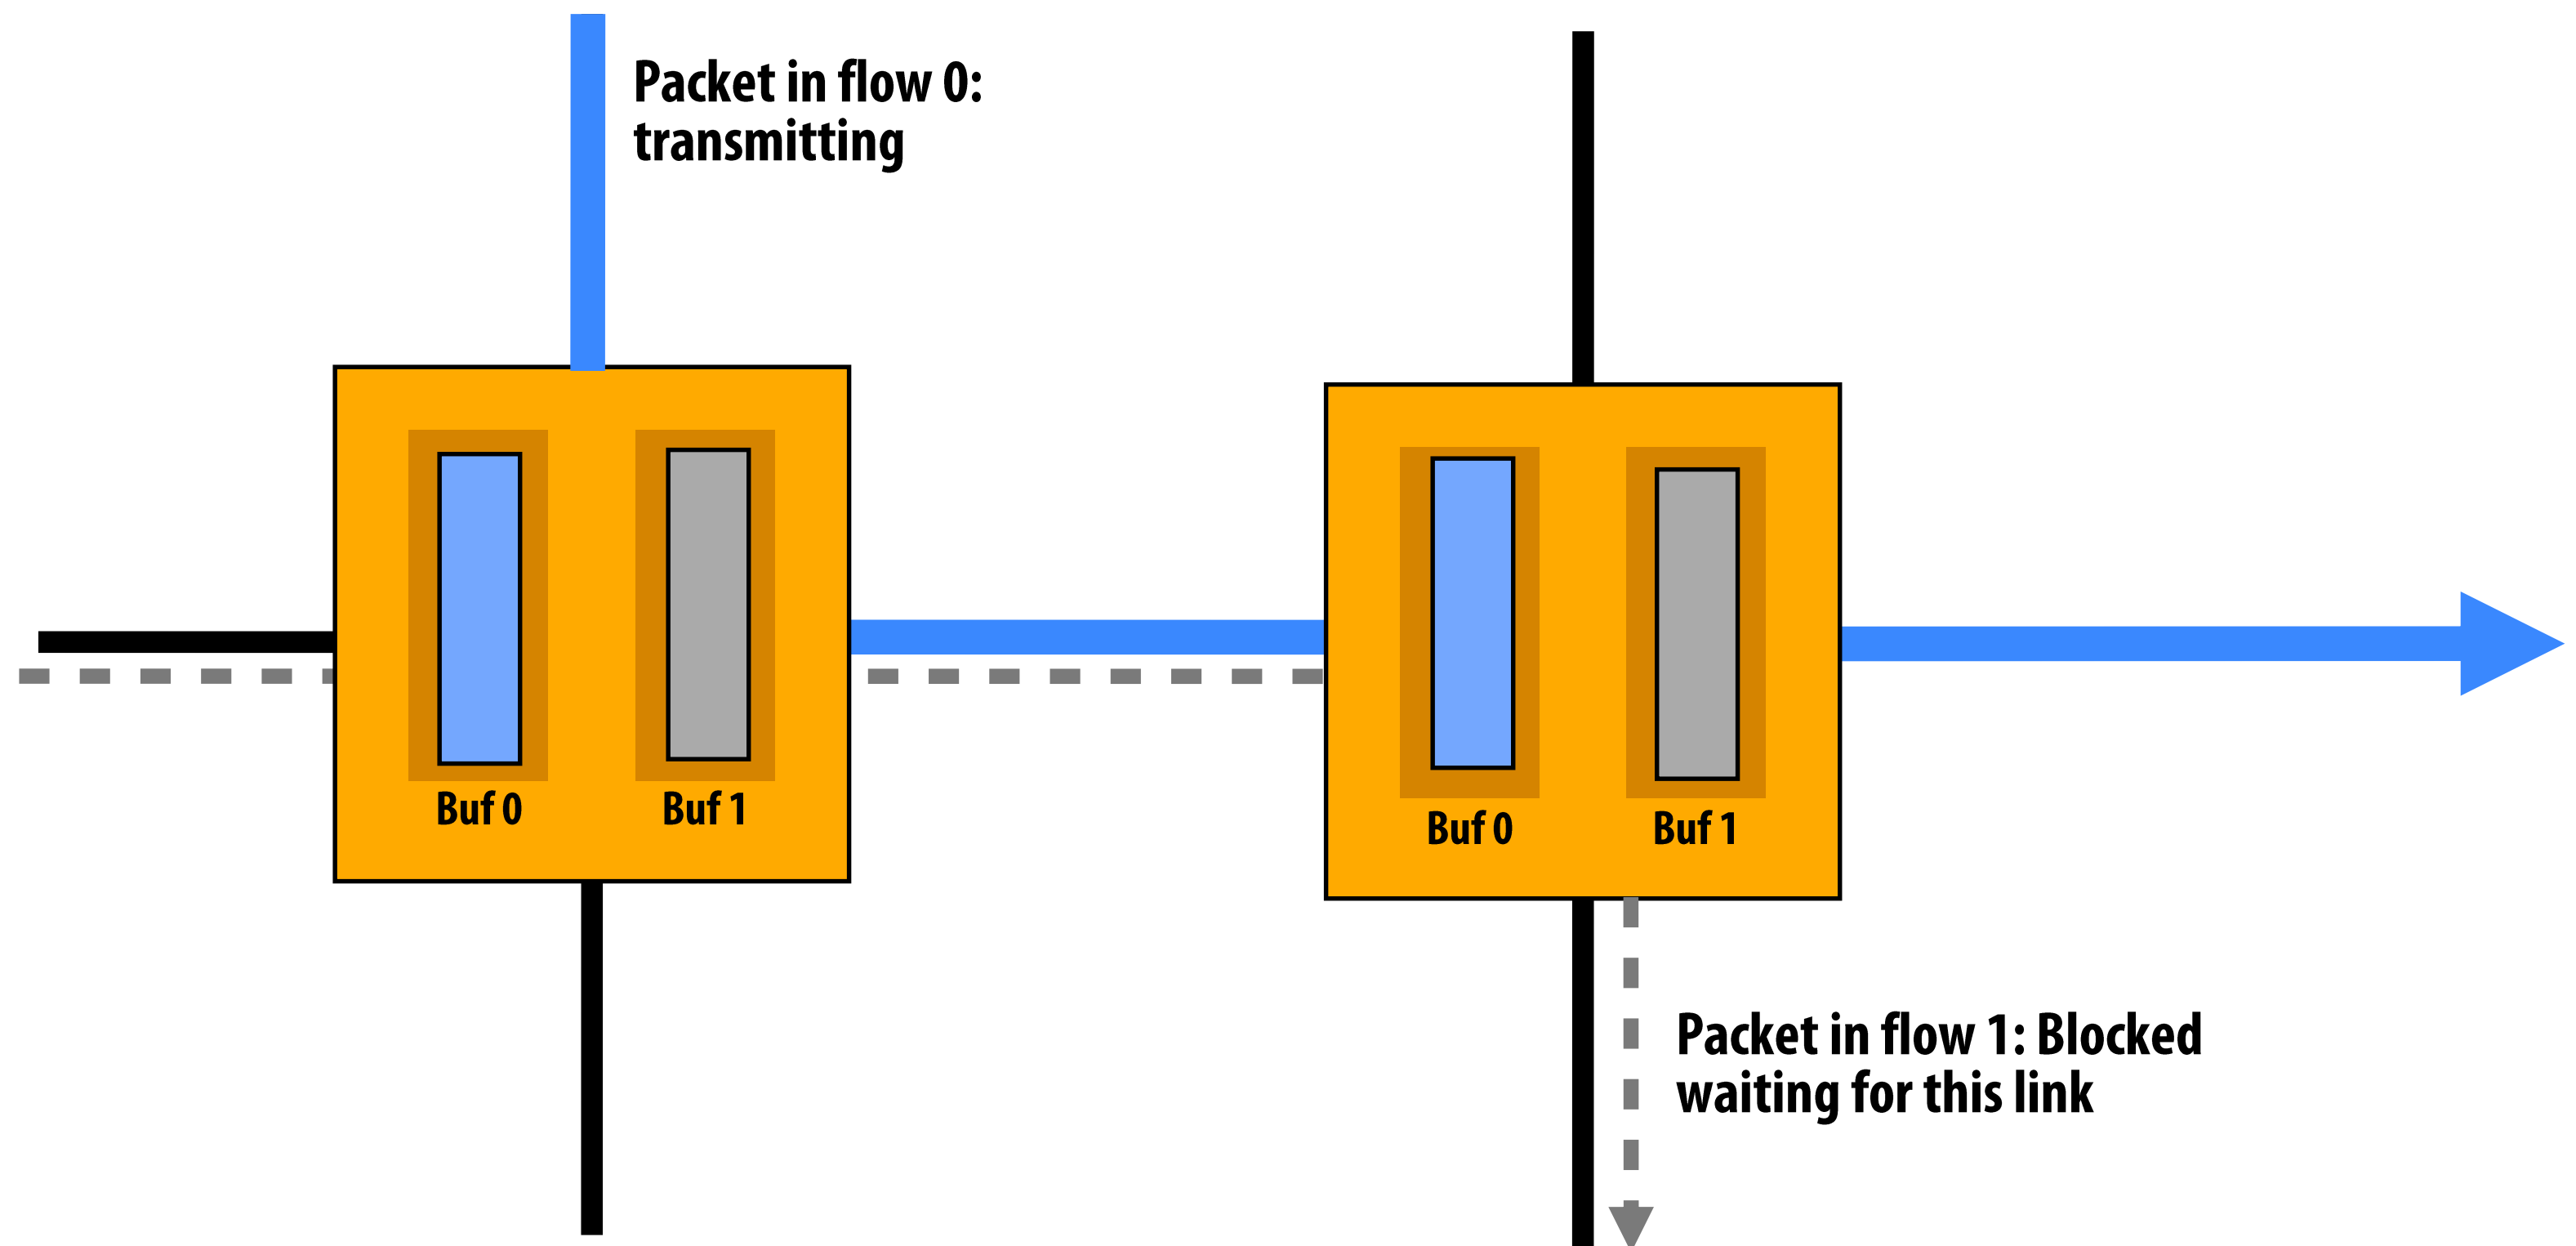 Packet in flow 0:
transmitting
Buf 0
Buf 1
Buf 0
Buf 1
Packet in flow 1: Blocked
waiting for this link